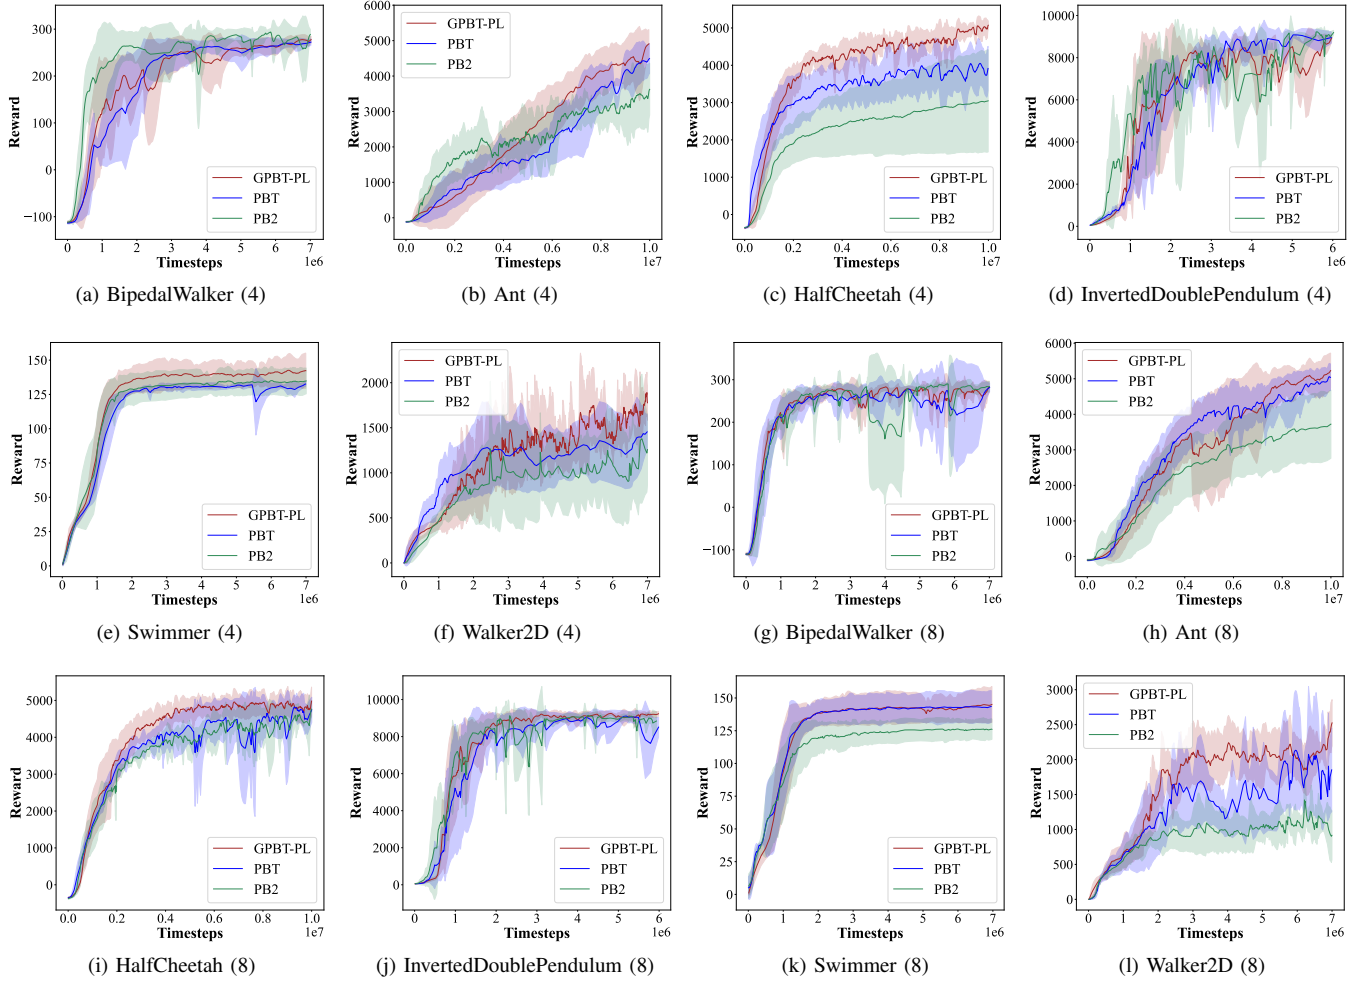 300
200
100
0
−100
Reward
GPBT-PL
PBT
PB2
0 1 2 3 4 5 6 7
Timesteps
1e6
(a) BipedalWalker (4)
6000
5000
4000
3000
2000
1000
0
Reward
GPBT-PL
PBT
PB2
0.0 0.2 0.4 0.6 0.8 1.0
Timesteps
1e7
(b) Ant (4)
5000
4000
3000
2000
1000
0
Reward
GPBT-PL
PBT
PB2
0.0 0.2 0.4 0.6 0.8 1.0
Timesteps
1e7
(c) HalfCheetah (4)
10000
8000
6000
4000
2000
0
Reward
GPBT-PL
PBT
PB2
0 1 2 3 4 5 6
Timesteps
1e6
(d) InvertedDoublePendulum (4)
150
125
100
75
50
25
0
Reward
GPBT-PL
PBT
PB2
0 1 2 3 4 5 6 7
Timesteps
1e6
(e) Swimmer (4)
2000
1500
1000
500
0
Reward
GPBT-PL
PBT
PB2
0 1 2 3 4 5 6 7
Timesteps
1e6
(f) Walker2D (4)
300
200
100
0
−100
Reward
GPBT-PL
PBT
PB2
0 1 2 3 4 5 6 7
Timesteps
1e6
(g) BipedalWalker (8)
6000
5000
4000
3000
2000
1000
0
Reward
GPBT-PL
PBT
PB2
0.0 0.2 0.4 0.6 0.8 1.0
Timesteps
1e7
(h) Ant (8)
5000
4000
3000
2000
1000
0
Reward
GPBT-PL
PBT
PB2
0.0 0.2 0.4 0.6 0.8 1.0
Timesteps
1e7
(i) HalfCheetah (8)
10000
8000
6000
4000
2000
0
Reward
GPBT-PL
PBT
PB2
0 1 2 3 4 5 6
Timesteps
1e6
(j) InvertedDoublePendulum (8)
150
125
100
75
50
25
0
Reward
GPBT-PL
PBT
PB2
0 1 2 3 4 5 6 7
Timesteps
1e6
(k) Swimmer (8)
3000
2500
2000
1500
1000
500
0
Reward
GPBT-PL
PBT
PB2
0 1 2 3 4 5 6 7
Timesteps
1e6
(l) Walker2D (8)